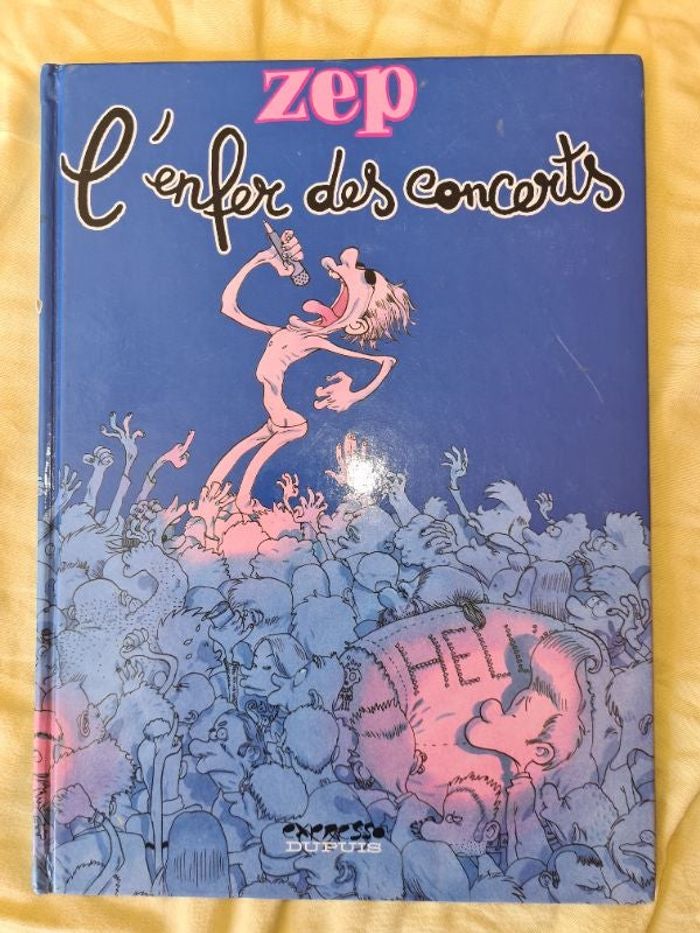 zep
l'enfer des concerts
HELL
expresso
DUPUIS